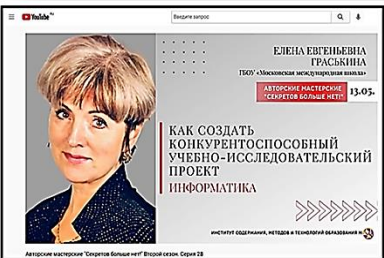 YouTube RU
Введите запрос
ЕЛЕНА ЕВГЕНЬЕВНА
ГРАСЬКИНА
ГБОУ «Московская международная школа»
АВТОРСКИЕ МАСТЕРСКИЕ
"СЕКРЕТОВ БОЛЬШЕ НЕТ!"
13.05.
КАК СОЗДАТЬ
КОНКУРЕНТОСПОСОБНЫЙ
УЧЕБНО-ИССЛЕДОВАТЕЛЬСКИЙ
ПРОЕКТ
ИНФОРМАТИКА
ИНСТИТУТ СОДЕРЖАНИЯ, МЕТОДОВ И ТЕХНОЛОГИЙ ОБРАЗОВАНИЯ
Авторские мастерские "Секретов больше нет!" Второй сезон. Серия 28